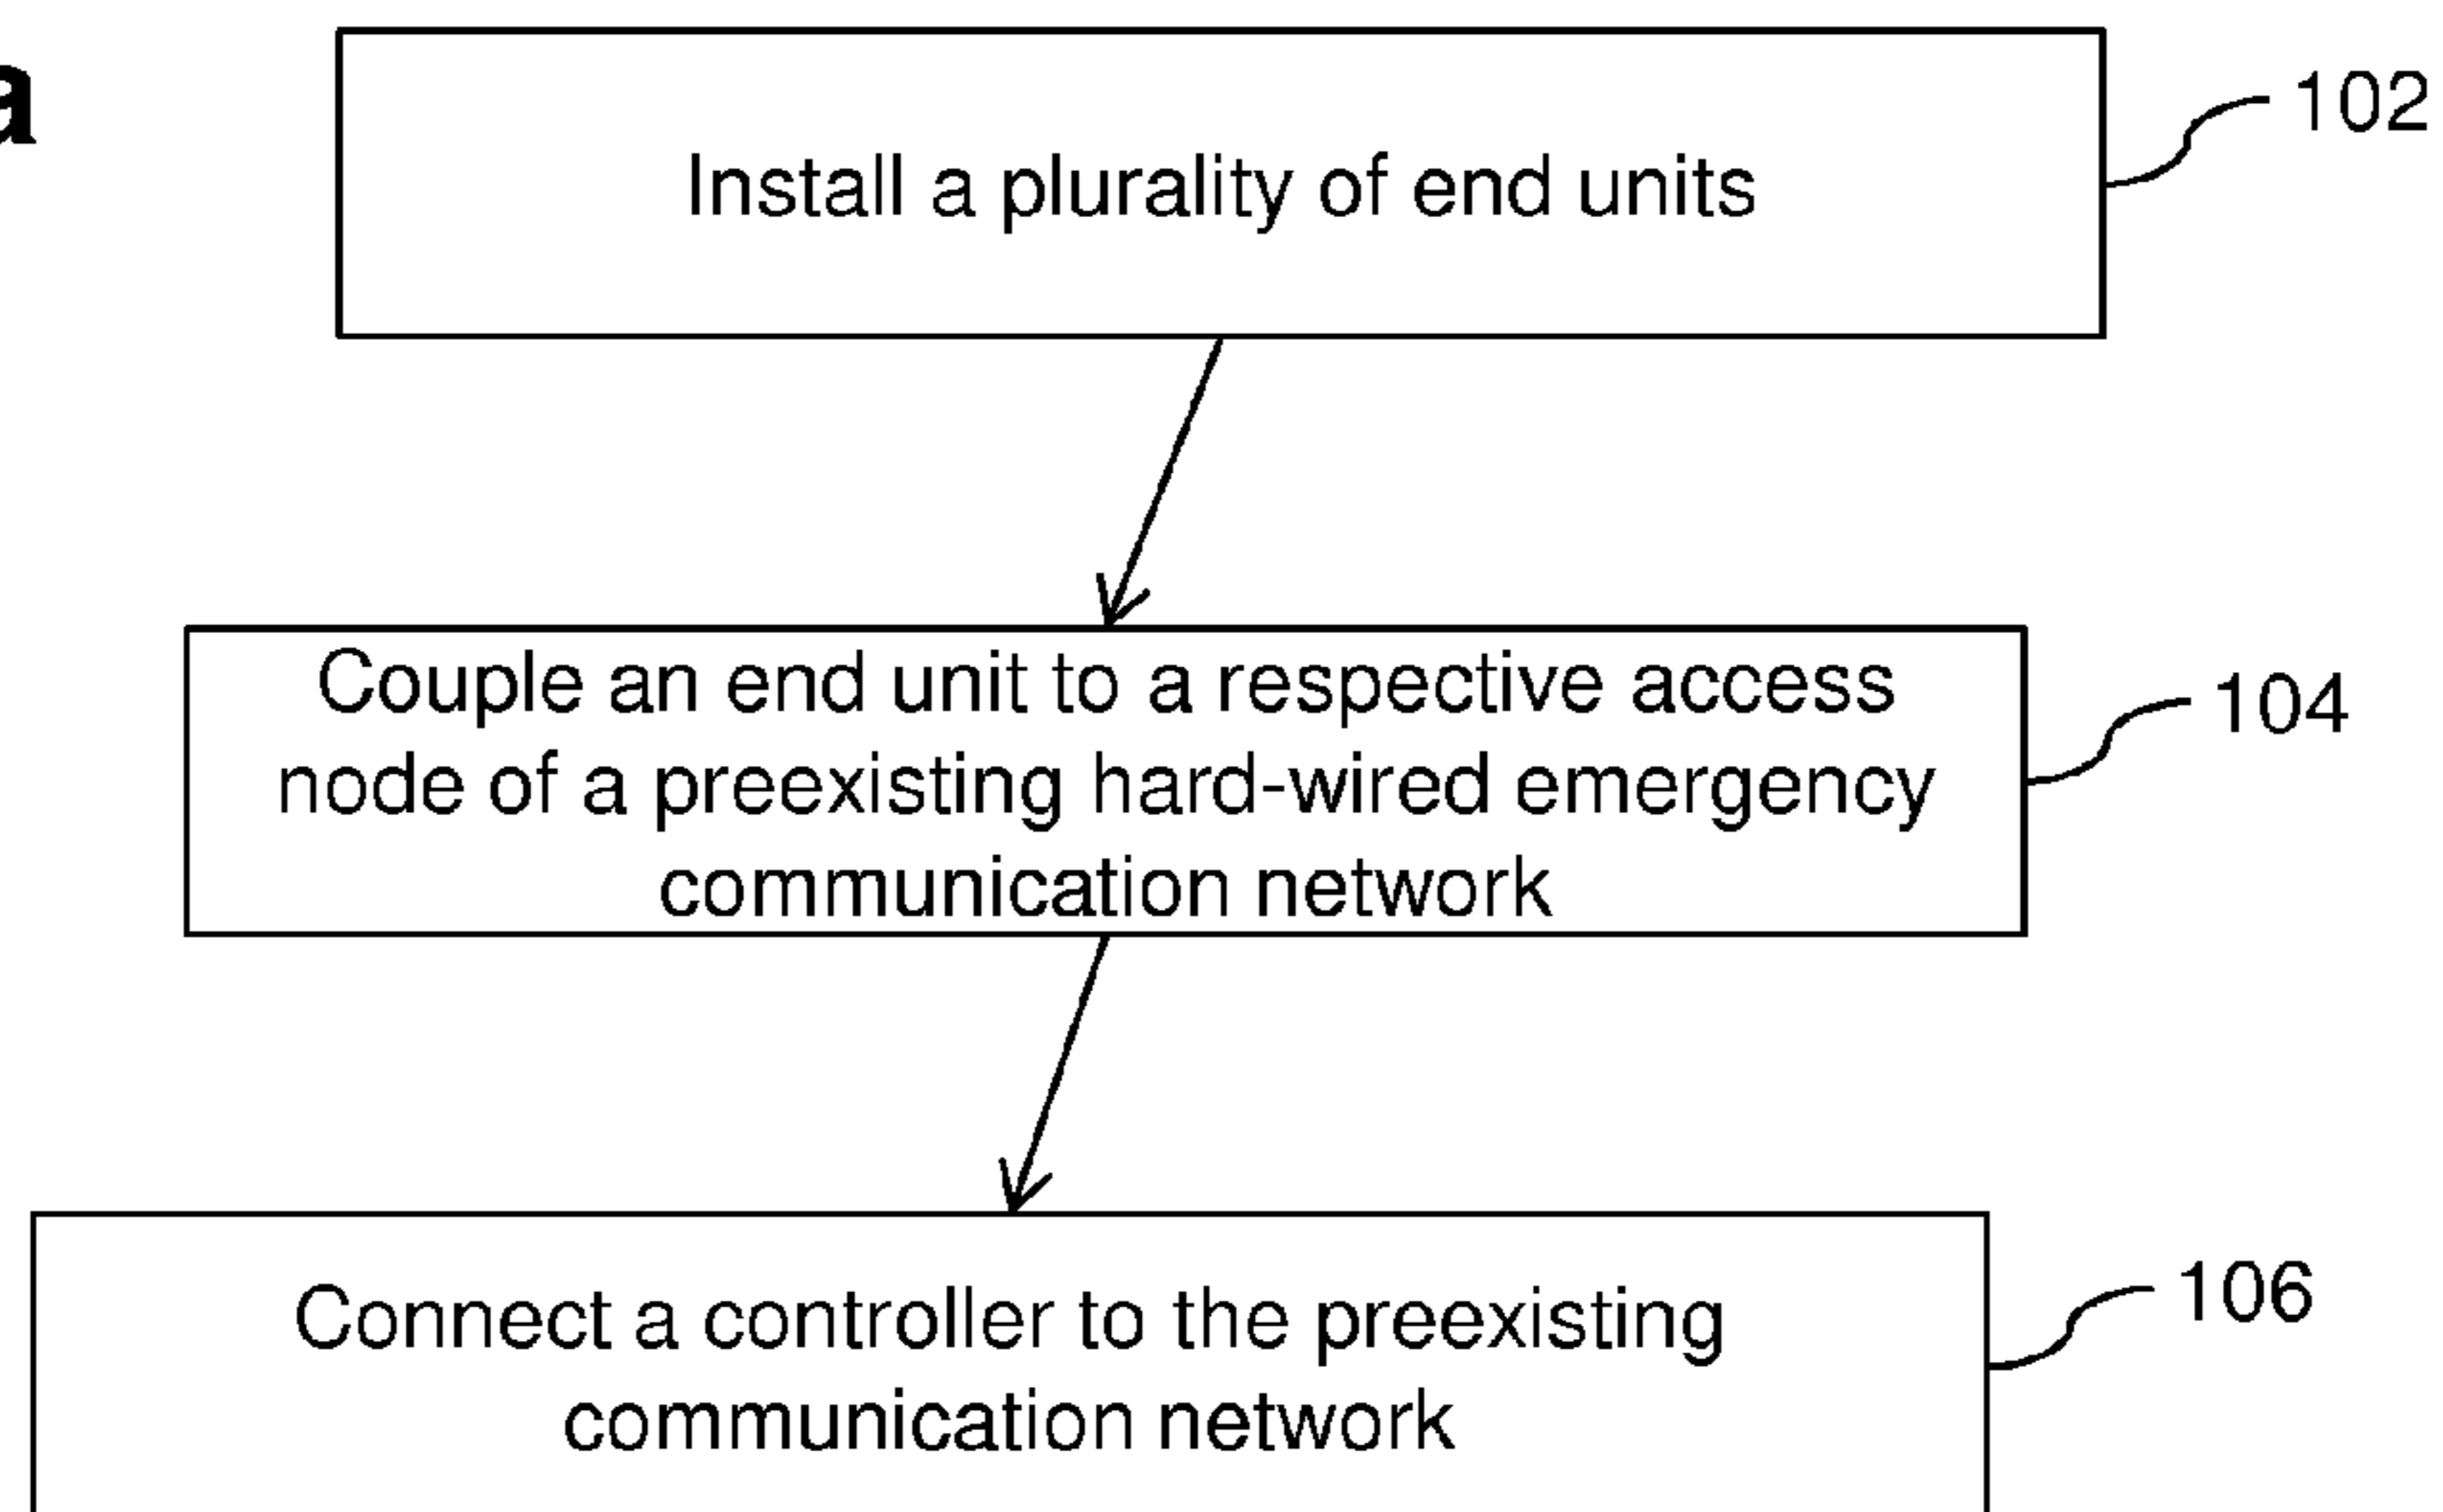 a
102
Install a plurality of end units
Couple an end unit to a respective access
node of a preexisting hard-wired emergency
communication network
104
Connect a controller to the preexisting
communication network
106